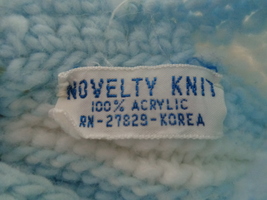 NOVELTY KNIT
100% ACRYLIC
RN-27829-KOREA